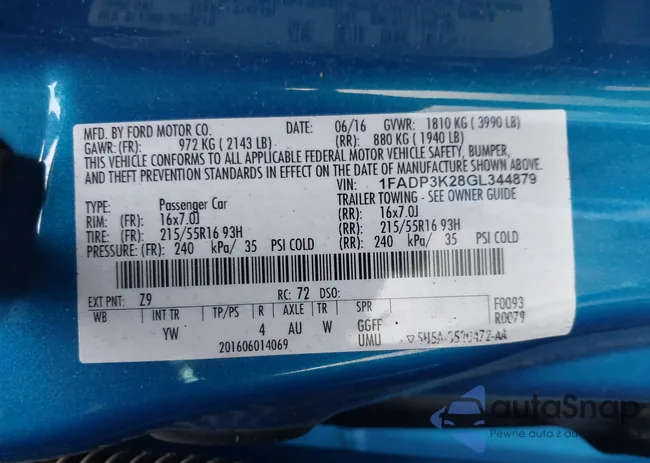 MFD. BY FORD MOTOR CO. DATE: 06/16 GVWR: 1810 KG ( 3990 LB)
GAWR: (FR): 972 KG ( 2143 LB) (RR): 880 KG ( 1940 LB)
THIS VEHICLE CONFORMS TO ALL APPLICABLE FEDERAL MOTOR VEHICLE SAFETY, BUMPER,
AND THEFT PREVENTION STANDARDS IN EFFECT ON THE DATE OF MANUFACTURE SHOWN ABOVE.
VIN: 1FADP3K28GL344879
TYPE: Passenger Car TRAILER TOWING - SEE OWNER GUIDE
RIM: (FR): 16x7.0J (RR): 16x7.0J
TIRE: (FR): 215/55R16 93H (RR): 215/55R16 93H
PRESSURE: (FR): 240 kPa/ 35 PSI COLD (RR): 240 kPa/ 35 PSI COLD
EXT PNT: Z9 RC: 72 DSO:
WB INT TR TP/PS R AXLE TR SPR F0093
YW 4 AU W GGFF R0079
201606014069 UMU
autaSnap
Pewne auta z